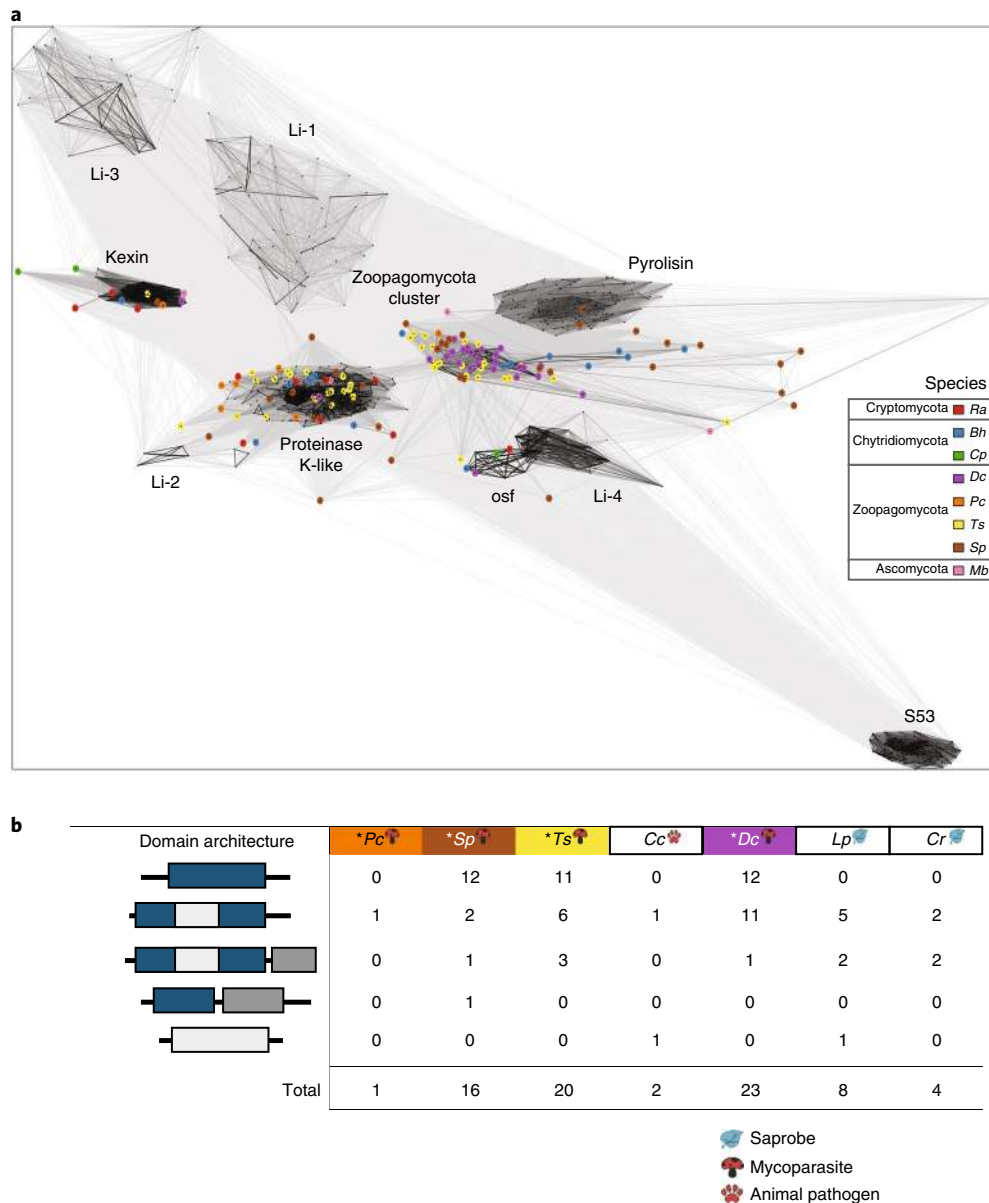 a
Li-1
Li-3
Kexin
Zoopagomycota
cluster
Pyrolisin
Species
Cryptomycota Ra
Chytridiomycota Bh
Cp
Dc
Zoopagomycota Pc
Ts
Sp
Ascomycota Mb
Proteinase
K-like
Li-2
osf
Li-4
S53
b
Domain architecture *Pc *Sp *Ts Cc *Dc Lp Cr
0 12 11 0 12 0 0
1 2 6 1 11 5 2
0 1 3 0 1 2 2
0 1 0 0 0 0 0
0 0 0 1 0 1 0
Total 1 16 20 2 23 8 4
Saprobe
Mycoparasite
Animal pathogen